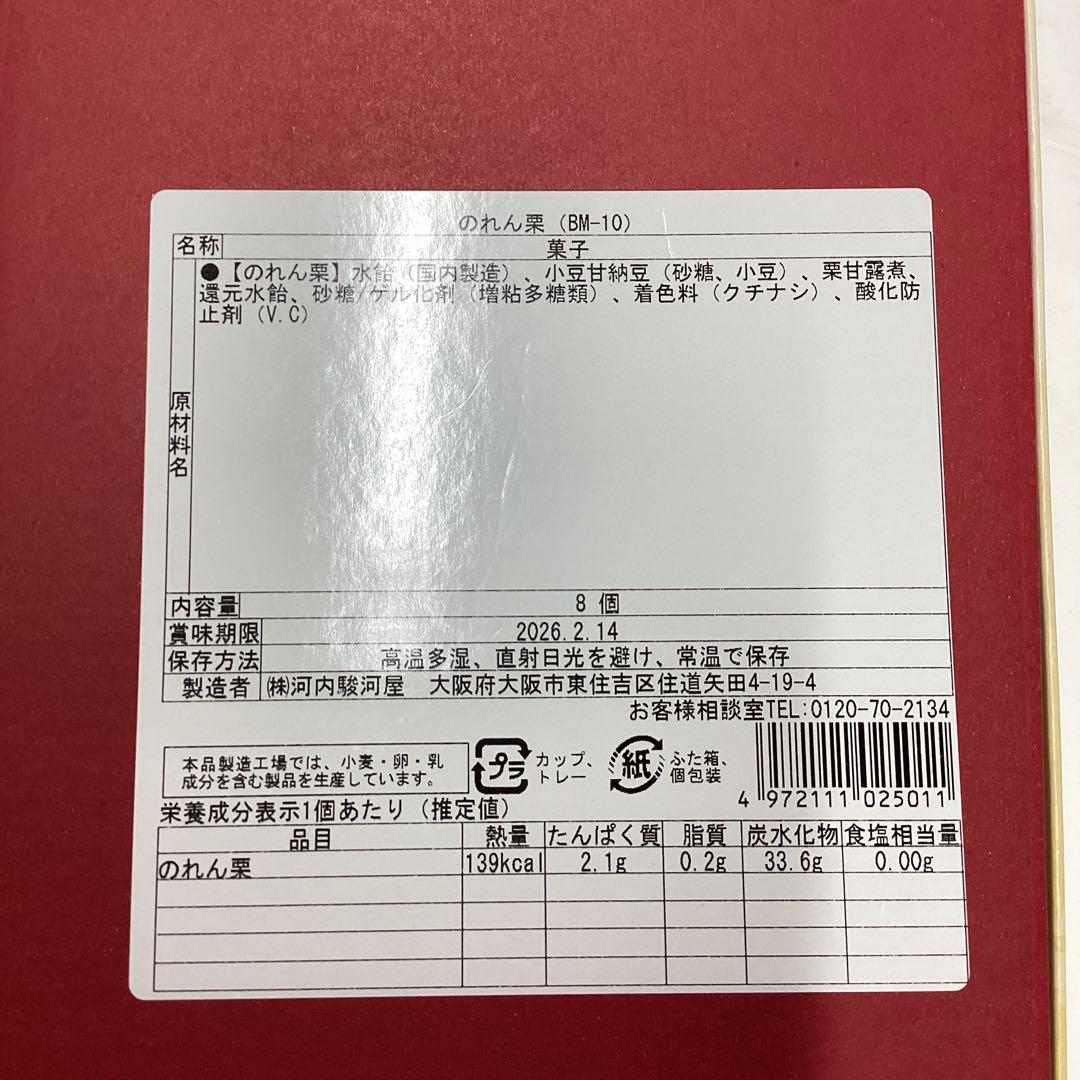 のれん栗（BM-10）
名称 菓子
原材料名
●【のれん栗】水飴（国内製造）、小豆甘納豆（砂糖、小豆）、栗甘露煮、
還元水飴、砂糖/ゲル化剤（増粘多糖類）、着色料（クチナシ）、酸化防
止剤（V.C）
内容量 8 個
賞味期限 2026.2.14
保存方法 高温多湿、直射日光を避け、常温で保存
製造者 ㈱河内駿河屋 大阪府大阪市東住吉区住道矢田4-19-4
お客様相談室TEL:0120-70-2134
本品製造工場では、小麦・卵・乳
成分を含む製品を生産しています。
プラ
カップ、
トレー
紙
ふた箱、
個包装
4 972111 025011
栄養成分表示1個あたり（推定値）
品目 熱量 たんぱく質 脂質 炭水化物 食塩相当量
のれん栗 139kcal 2.1g 0.2g 33.6g 0.00g